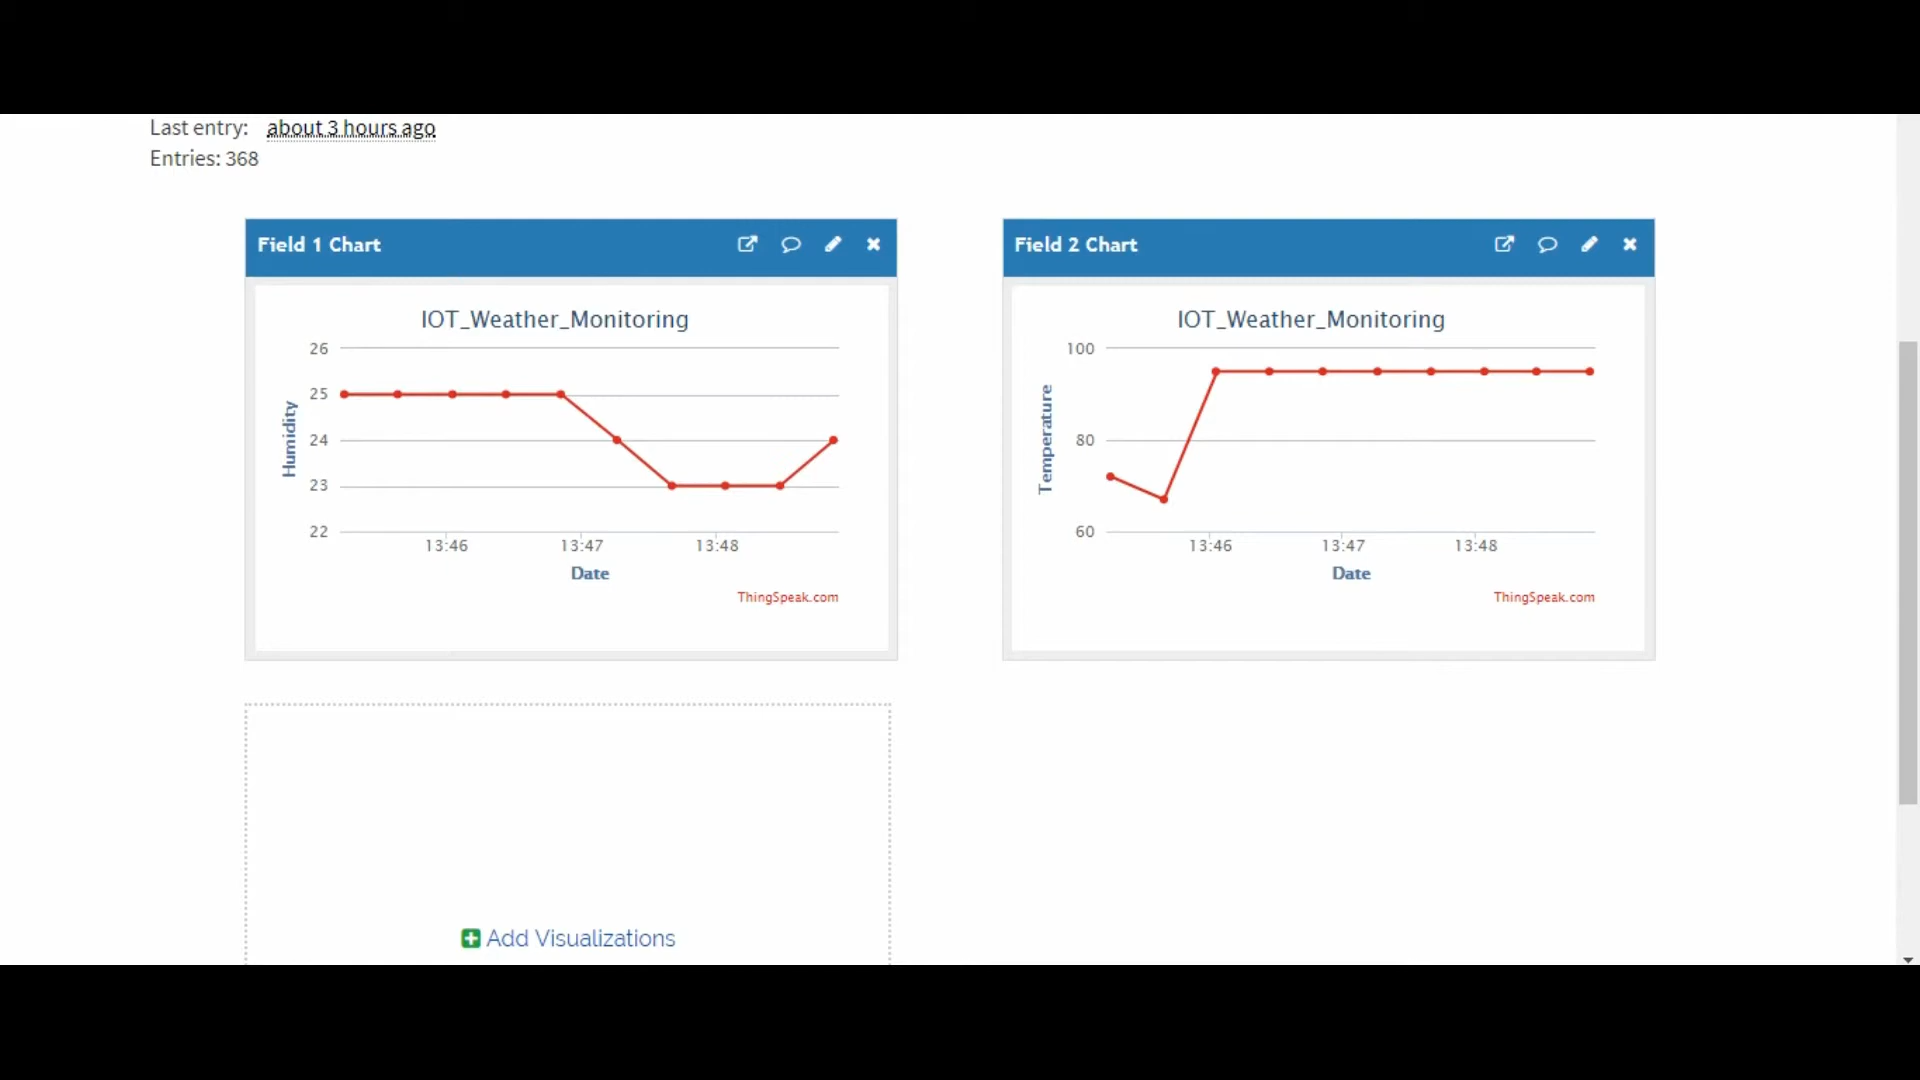 Last entry: about 3 hours ago
Entries: 368
Field 1 Chart
IOT_Weather_Monitoring
26
25
24
23
22
Humidity
13:46 13:47 13:48
Date
ThingSpeak.com
Field 2 Chart
IOT_Weather_Monitoring
100
80
60
Temperature
13:46 13:47 13:48
Date
ThingSpeak.com
Add Visualizations